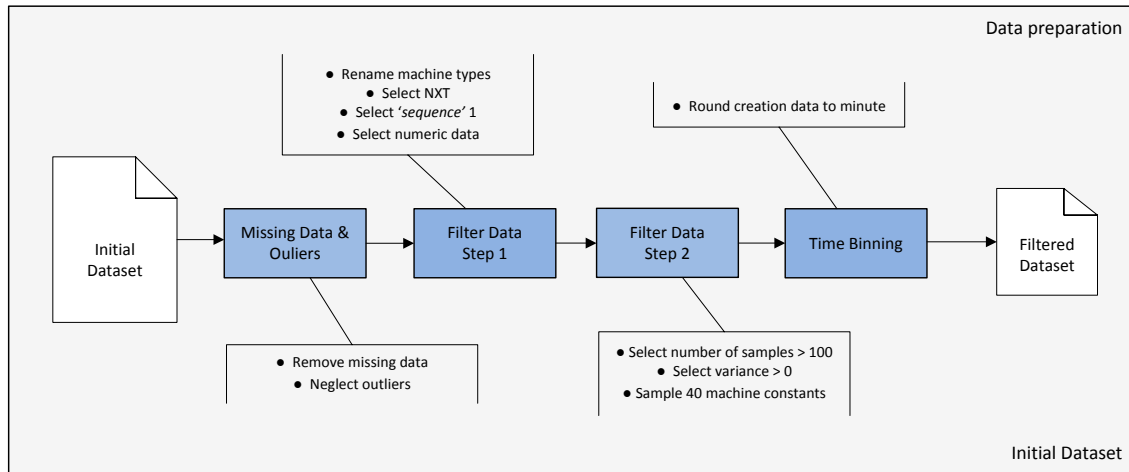 Data preparation
● Rename machine types
● Select NXT
● Select ‘sequence’ 1
● Select numeric data
● Round creation data to minute
Initial
Dataset
Missing Data &
Ouliers
Filter Data
Step 1
Filter Data
Step 2
Time Binning
Filtered
Dataset
● Remove missing data
● Neglect outliers
● Select number of samples > 100
● Select variance > 0
● Sample 40 machine constants
Initial Dataset